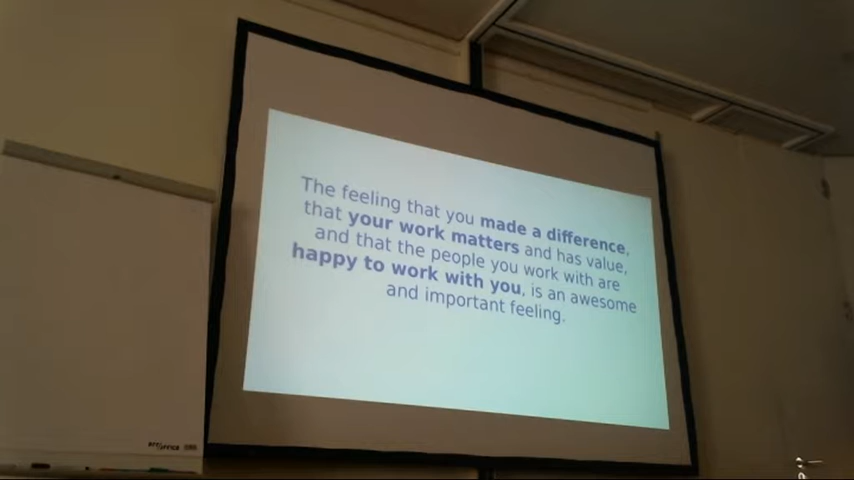 The feeling that you made a difference,
that your work matters and has value,
and that the people you work with are
happy to work with you, is an awesome
and important feeling.